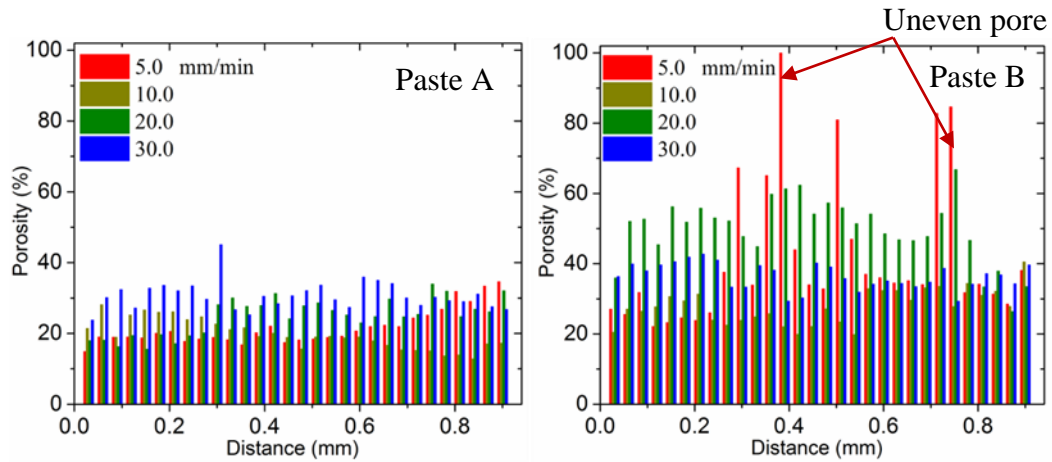 Uneven pore
100
80
60
40
20
0
Porosity (%)
5.0 mm/min
10.0
20.0
30.0
Paste A
0.0 0.2 0.4 0.6 0.8
Distance (mm)
100
80
60
40
20
0
Porosity (%)
5.0 mm/min
10.0
20.0
30.0
Paste B
0.0 0.2 0.4 0.6 0.8
Distance (mm)